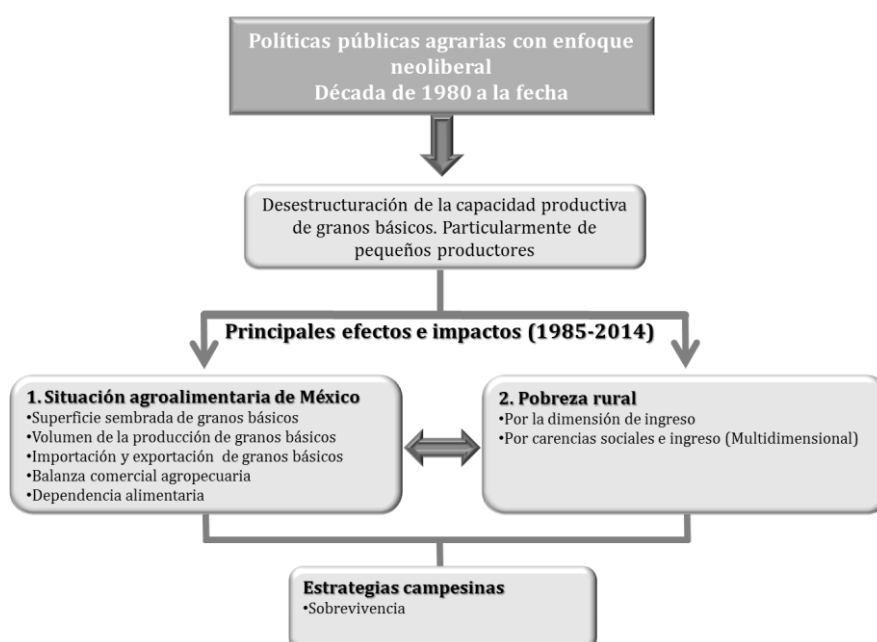 Políticas públicas agrarias con enfoque
neoliberal
Década de 1980 a la fecha
Desestructuración de la capacidad productiva
de granos básicos. Particularmente de
pequeños productores
Principales efectos e impactos (1985-2014)
1. Situación agroalimentaria de México
•Superficie sembrada de granos básicos
•Volumen de la producción de granos básicos
•Importación y exportación de granos básicos
•Balanza comercial agropecuaria
•Dependencia alimentaria
2. Pobreza rural
•Por la dimensión de ingreso
•Por carencias sociales e ingreso (Multidimensional)
Estrategias campesinas
•Sobrevivencia